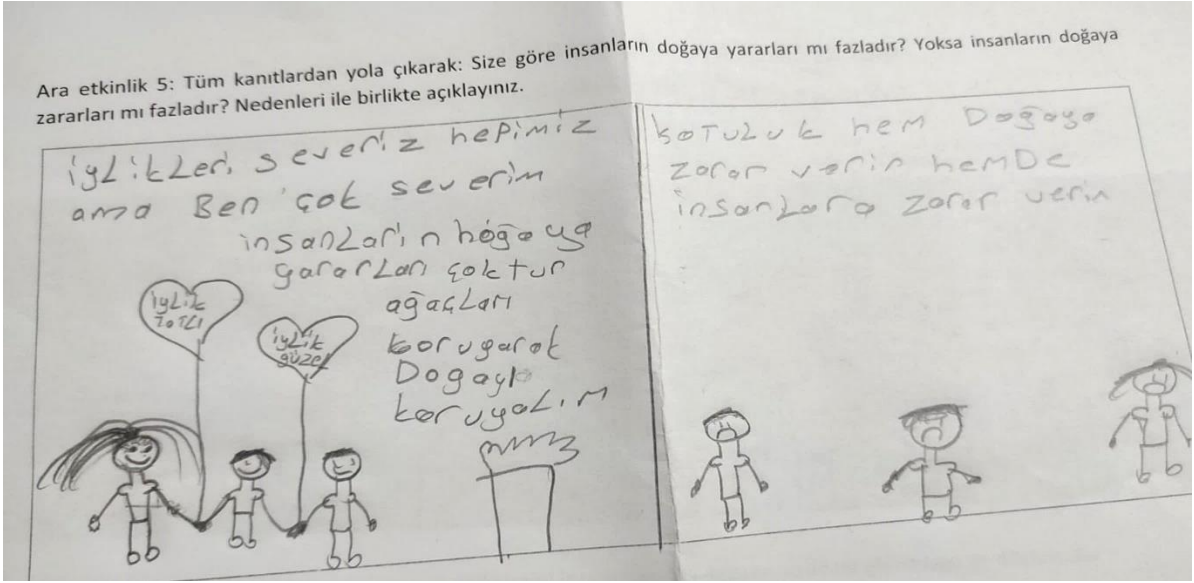 Ara etkinlik 5: Tüm kanıtlardan yola çıkarak: Size göre insanların doğaya yararları mı fazladır? Yoksa insanların doğaya
zararları mı fazladır? Nedenleri ile birlikte açıklayınız.
iyLikLeri severiz hepimiz
ama Ben çok severim
insanLarın hoğaya
yararLarı çoktur
ağaçLarı
koruyarak
Dogayı
koruyaLım
iyLik
TaTLı
iyLik
güzel
KOTULUK hem Doğaya
zarar verir hemDe
insanLara zarar verir